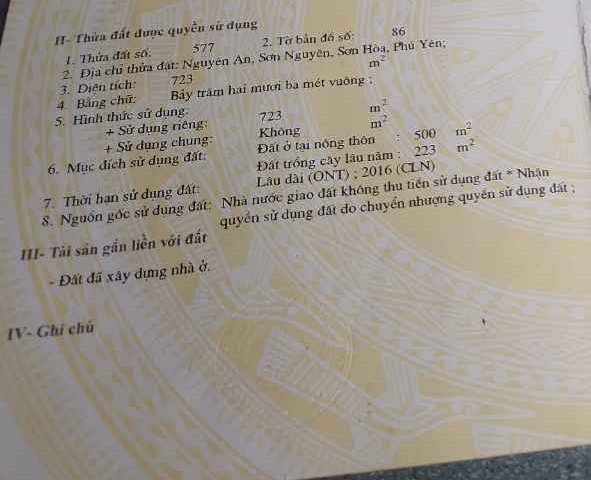 II- Thửa đất được quyền sử dụng
1. Thửa đất số: 577 2. Tờ bản đồ số: 86
2. Địa chỉ thửa đất: Nguyên An, Sơn Nguyên, Sơn Hòa, Phú Yên;
3. Diện tích: 723 m²
4. Bằng chữ: Bảy trăm hai mươi ba mét vuông ;
5. Hình thức sử dụng:
+ Sử dụng riêng: 723 m²
+ Sử dụng chung: Không m²
6. Mục đích sử dụng đất: Đất ở tại nông thôn : 500 m²
Đất trồng cây lâu năm : 223 m²
7. Thời hạn sử dụng đất: Lâu dài (ONT) ; 2016 (CLN)
8. Nguồn gốc sử dụng đất: Nhà nước giao đất không thu tiền sử dụng đất * Nhận
quyền sử dụng đất do chuyển nhượng quyền sử dụng đất ;
III- Tài sản gắn liền với đất
- Đất đã xây dựng nhà ở.
IV- Ghi chú